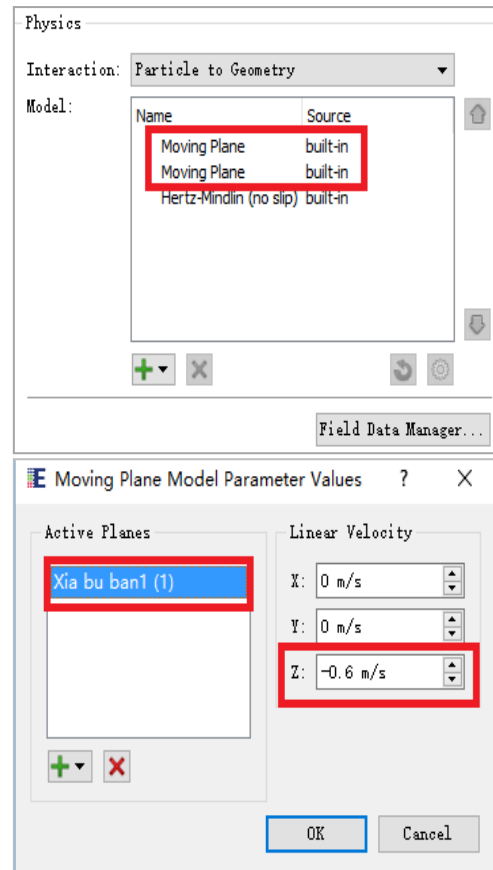 Physics
Interaction: Particle to Geometry
Model:
Name Source
Moving Plane built-in
Moving Plane built-in
Hertz-Mindlin (no slip) built-in
Field Data Manager...
Moving Plane Model Parameter Values ? X
Active Planes Linear Velocity
Xia bu ban1 (1) X: 0 m/s
Y: 0 m/s
Z: -0.6 m/s
OK Cancel